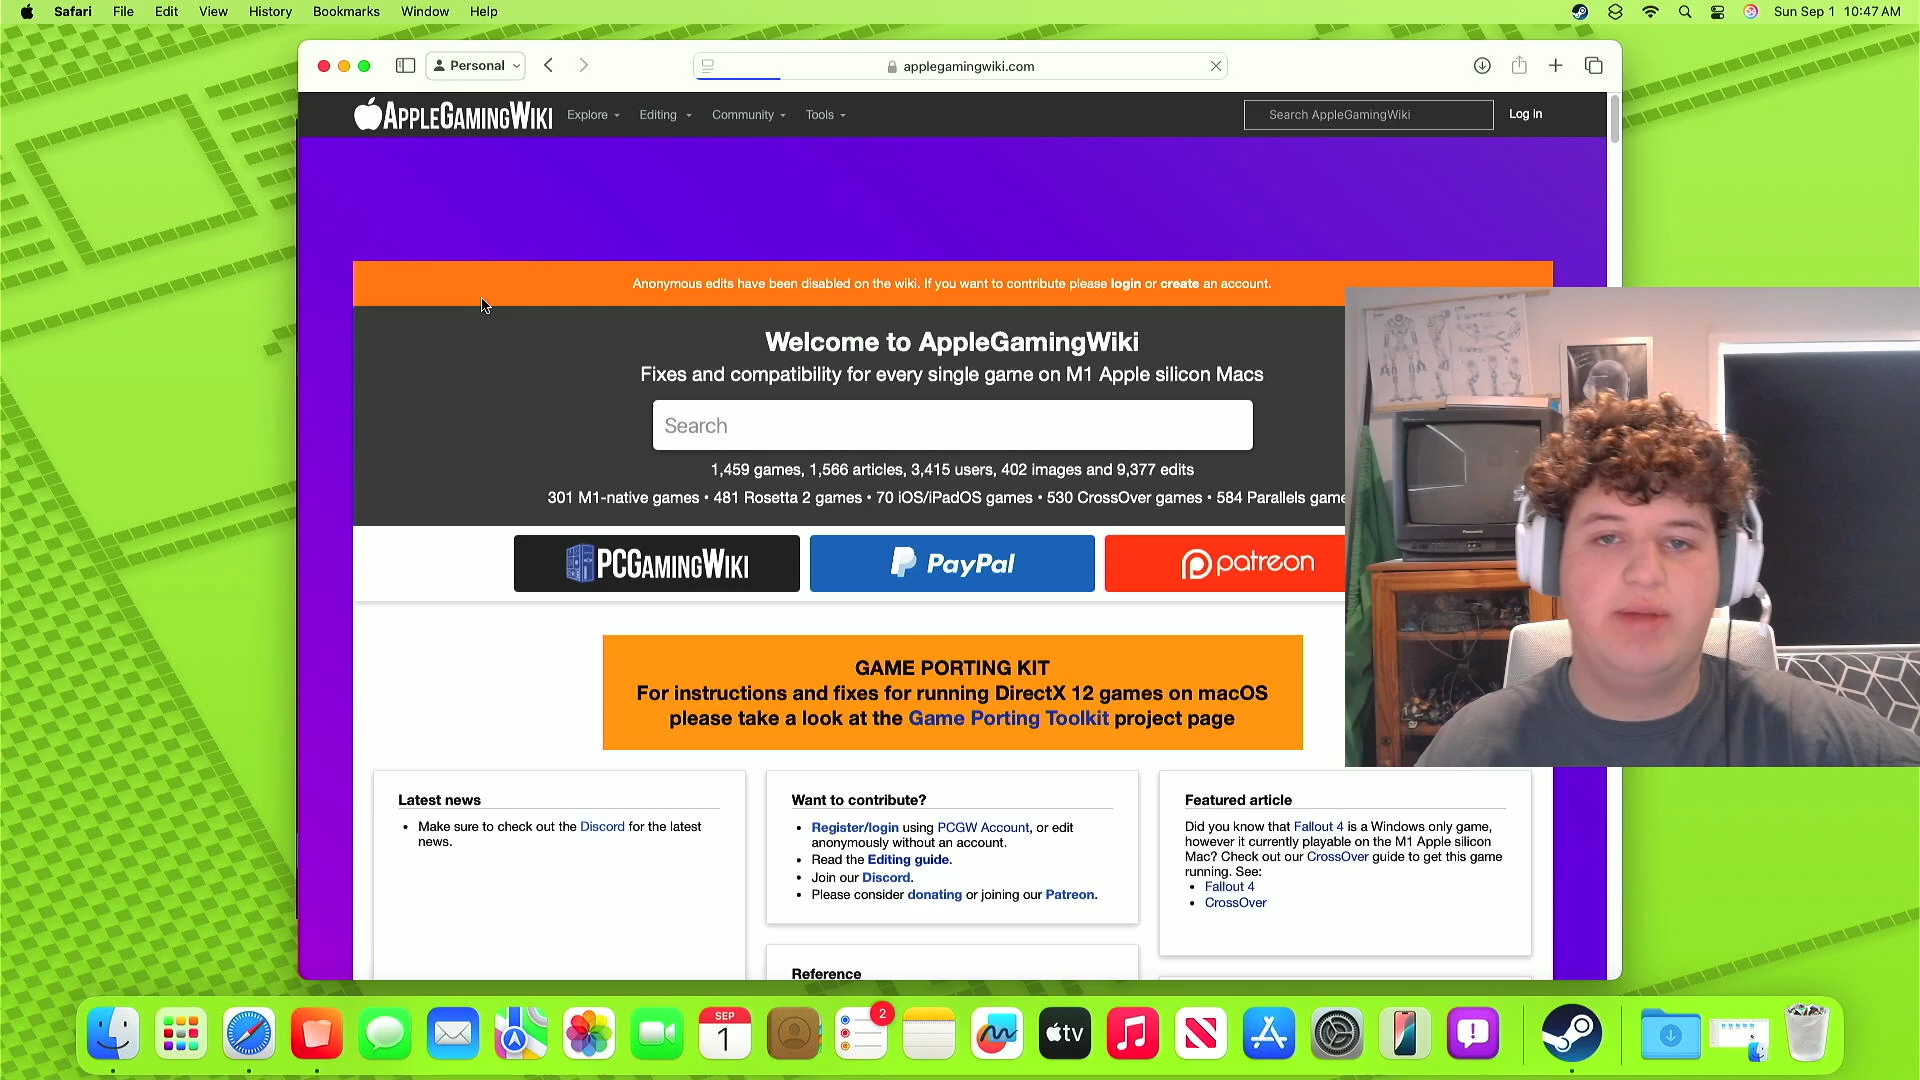 Safari File Edit View History Bookmarks Window Help
Sun Sep 1 10:47 AM
Personal
applegamingwiki.com
APPLEGAMINGWIKI
Explore Editing Community Tools
Search AppleGamingWiki
Log in
Anonymous edits have been disabled on the wiki. If you want to contribute please login or create an account.
Welcome to AppleGamingWiki
Fixes and compatibility for every single game on M1 Apple silicon Macs
Search
1,459 games, 1,566 articles, 3,415 users, 402 images and 9,377 edits
301 M1-native games • 481 Rosetta 2 games • 70 iOS/iPadOS games • 530 CrossOver games • 584 Parallels game
PCGAMINGWIKI
PayPal
patreon
GAME PORTING KIT
For instructions and fixes for running DirectX 12 games on macOS
please take a look at the Game Porting Toolkit project page
Latest news
• Make sure to check out the Discord for the latest
news.
Want to contribute?
• Register/login using PCGW Account, or edit
anonymously without an account.
• Read the Editing guide.
• Join our Discord.
• Please consider donating or joining our Patreon.
Reference
Featured article
Did you know that Fallout 4 is a Windows only game,
however it currently playable on the M1 Apple silicon
Mac? Check out our CrossOver guide to get this game
running. See:
• Fallout 4
• CrossOver
SEP
1
2
tv